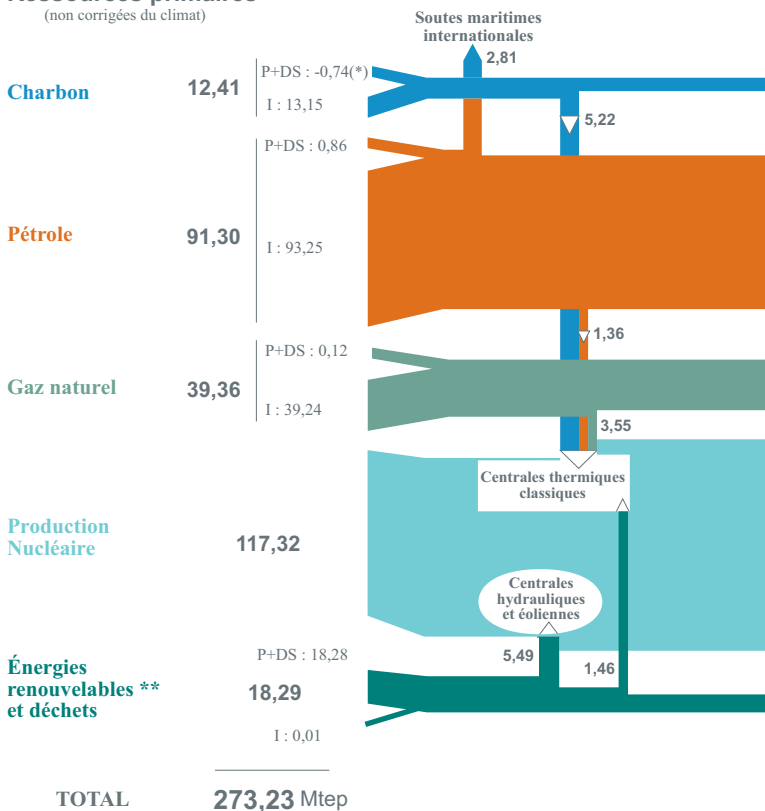 Ressources primaires
(non corrigées du climat)
Soutes maritimes
internationales
2,81
Charbon
12,41
P+DS : -0,74(*)
I : 13,15
5,22
Pétrole
91,30
P+DS : 0,86
I : 93,25
1,36
Gaz naturel
39,36
P+DS : 0,12
I : 39,24
3,55
Centrales thermiques
classiques
Production
Nucléaire
117,32
Centrales
hydrauliques
et éoliennes
5,49
1,46
Énergies
renouvelables **
et déchets
P+DS : 18,28
18,29
I : 0,01
TOTAL
273,23 Mtep